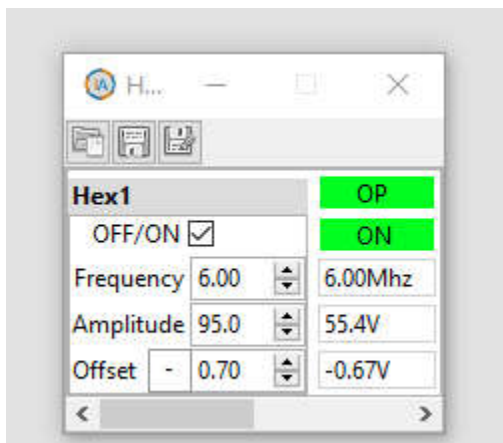 H...
Hex1 OP
OFF/ON ON
Frequency 6.00 6.00Mhz
Amplitude 95.0 55.4V
Offset - 0.70 -0.67V